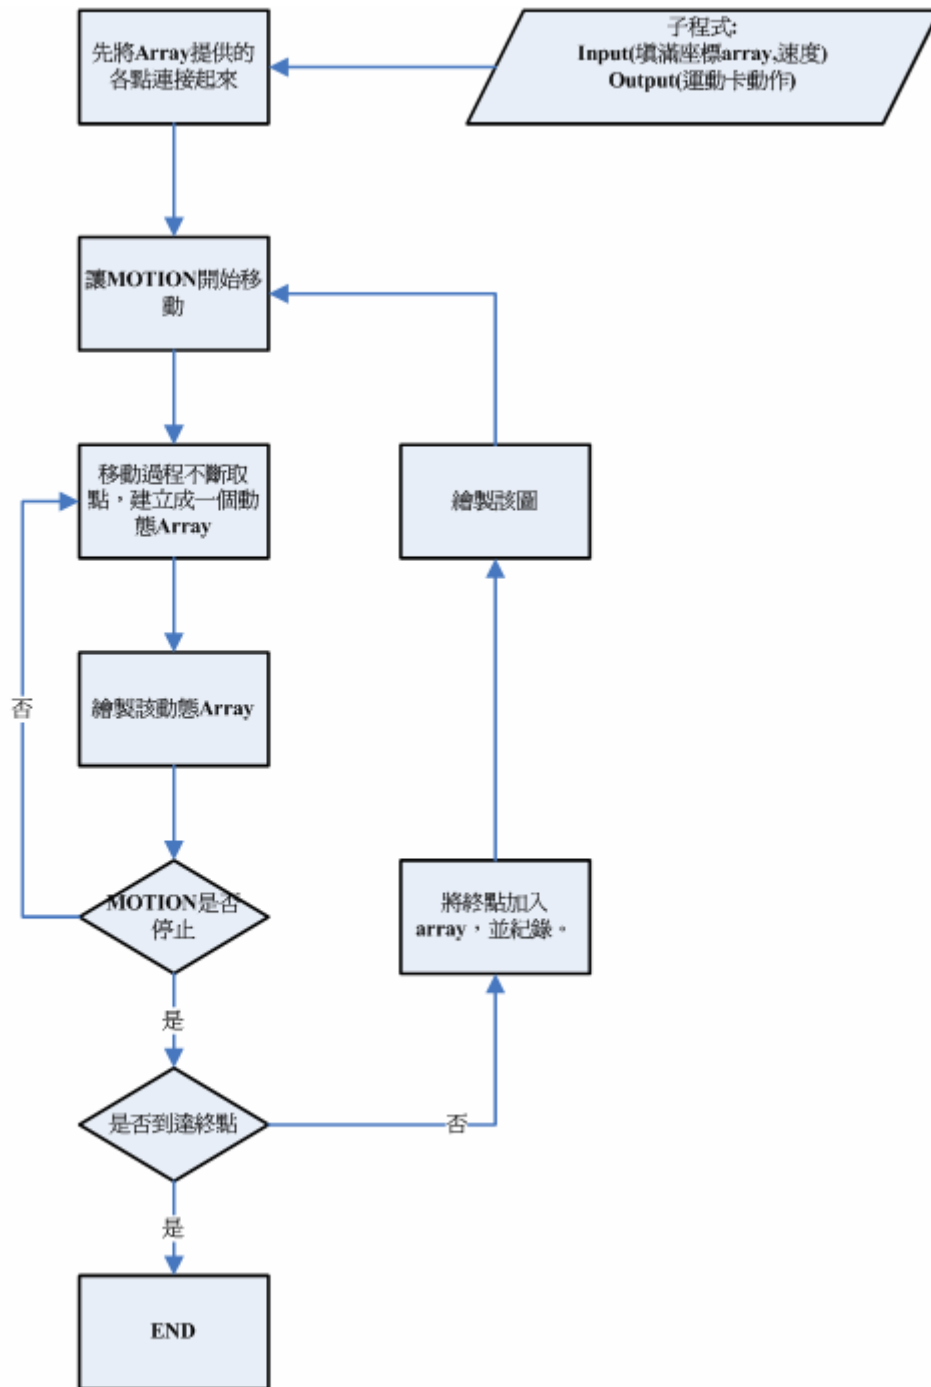 先將Array提供的
各點連接起來
子程式:
Input(填滿座標array,速度)
Output(運動卡動作)
讓MOTION開始移
動
移動過程不斷取
點，建立成一個動
態Array
繪製該圖
繪製該動態Array
否
MOTION是否
停止
將終點加入
array，並紀錄。
是
是否到達終點
否
是
END